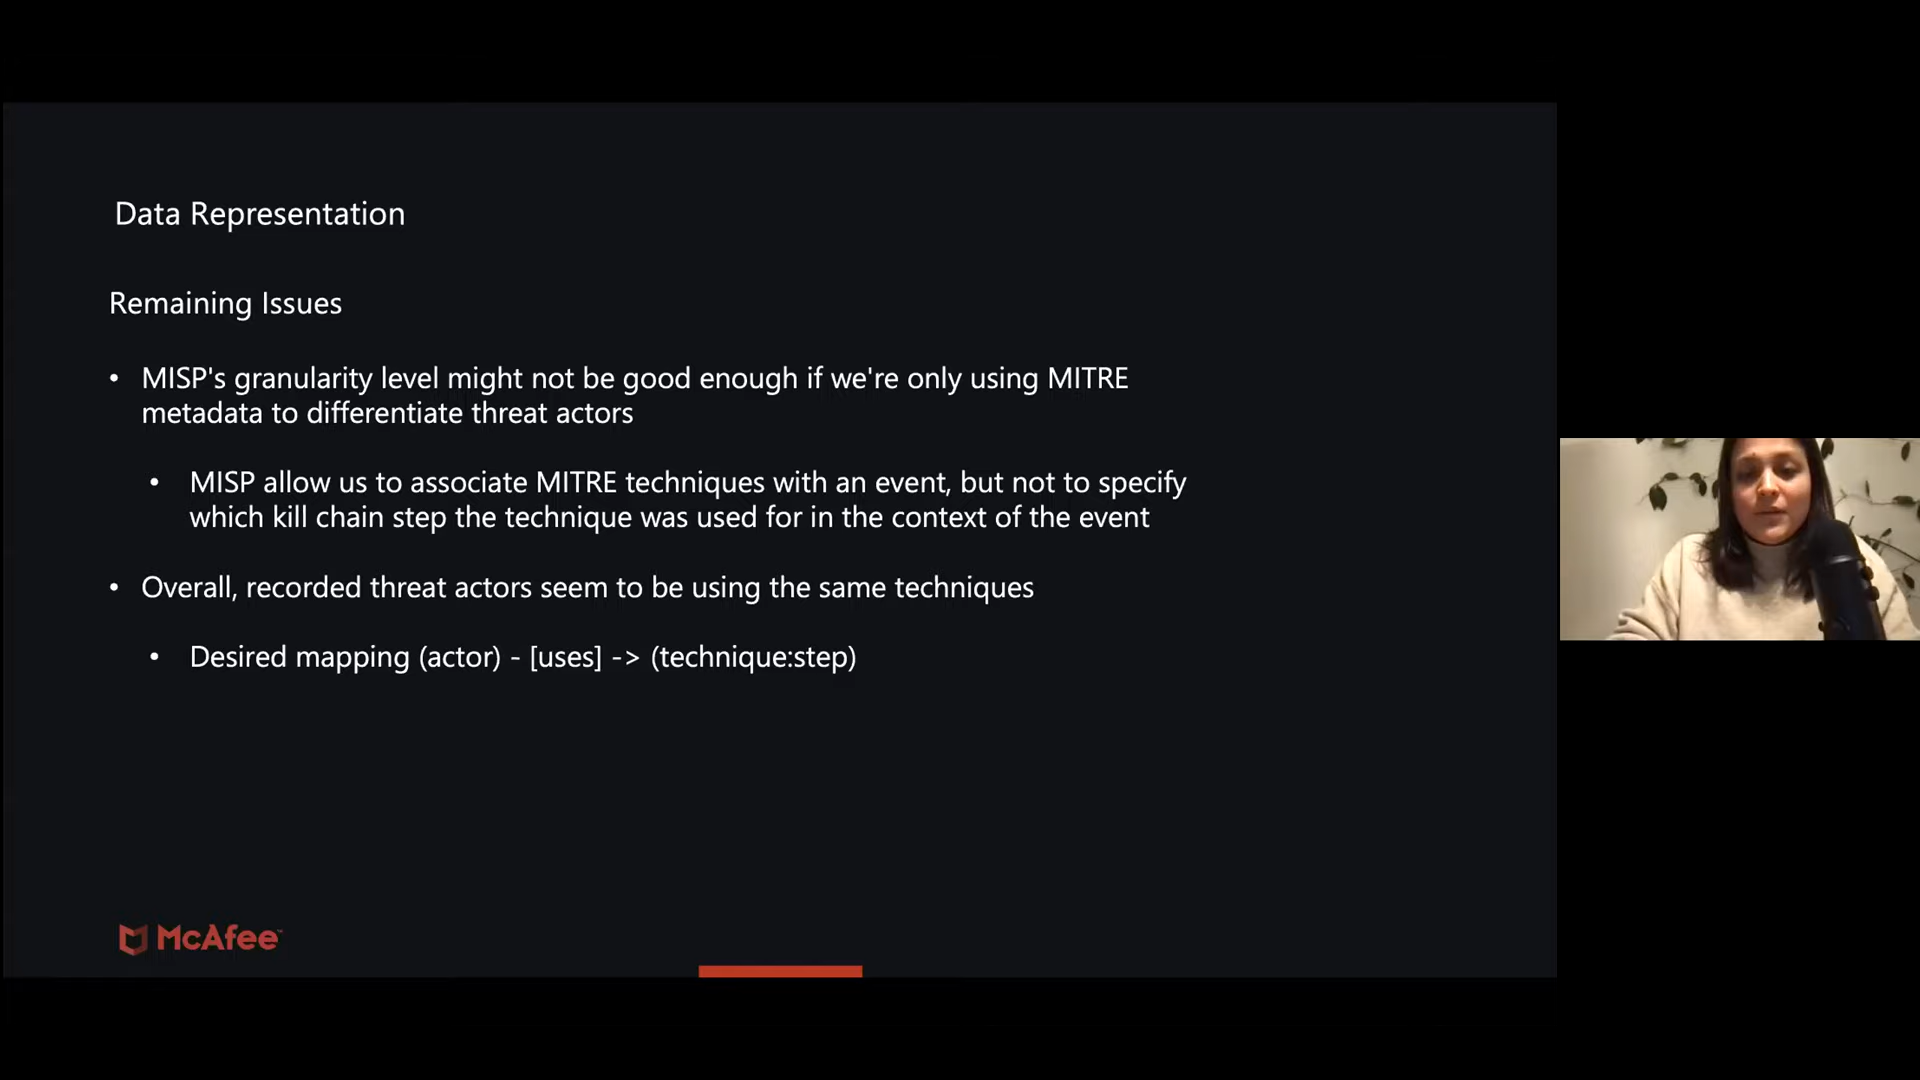 Data Representation
Remaining Issues
• MISP's granularity level might not be good enough if we're only using MITRE
metadata to differentiate threat actors
• MISP allow us to associate MITRE techniques with an event, but not to specify
which kill chain step the technique was used for in the context of the event
• Overall, recorded threat actors seem to be using the same techniques
• Desired mapping (actor) - [uses] -> (technique:step)
McAfee™